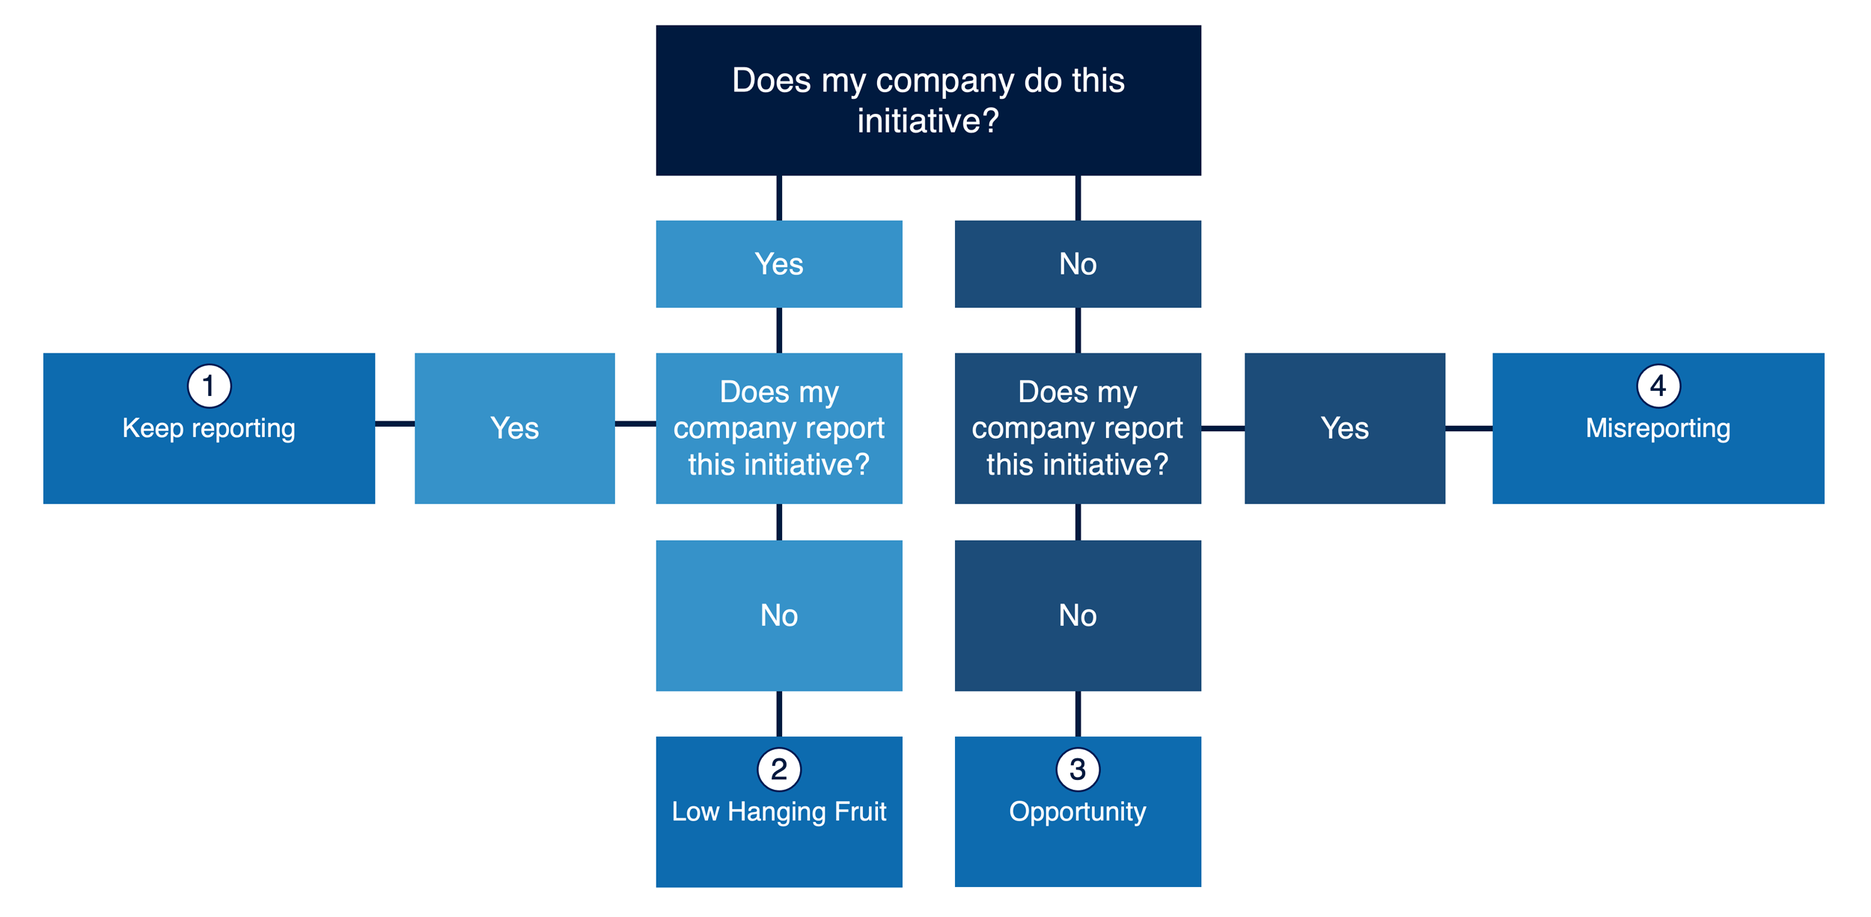 Does my company do this
initiative?
Yes
No
1
Keep reporting
Yes
Does my
company report
this initiative?
Does my
company report
this initiative?
Yes
4
Misreporting
No
No
2
Low Hanging Fruit
3
Opportunity